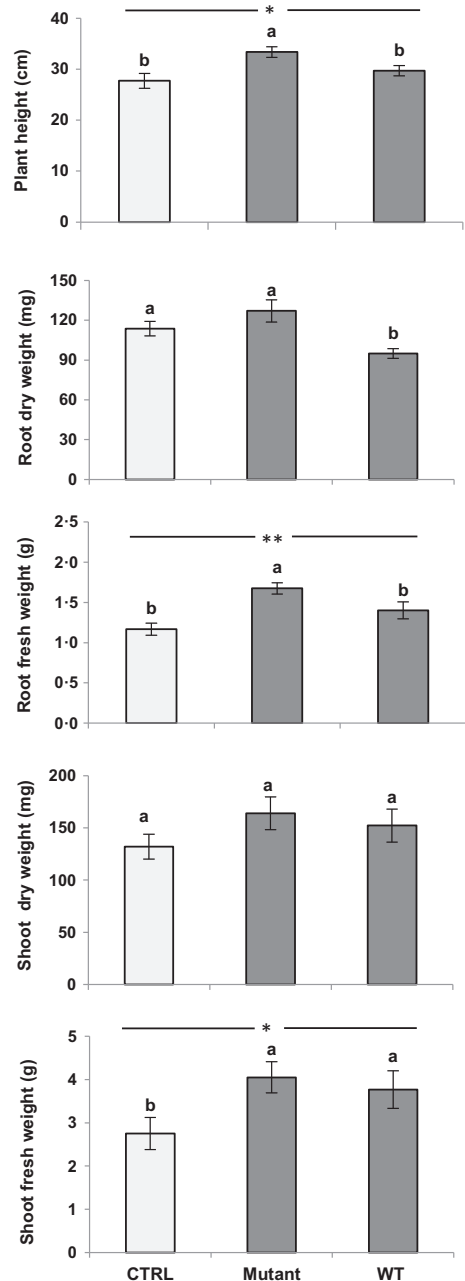 Plant height (cm)
40
30
20
10
0
*
b
a
b
Root dry weight (mg)
150
120
90
60
30
0
a
a
b
Root fresh weight (g)
2·5
2·0
1·5
1·0
0·5
0·0
**
b
a
b
Shoot dry weight (mg)
200
150
100
50
0
a
a
a
Shoot fresh weight (g)
5
4
3
2
1
0
*
b
a
a
CTRL Mutant WT